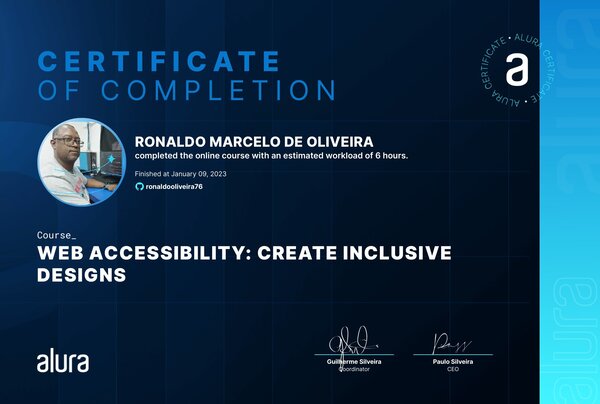 CERTIFICATE
OF COMPLETION
ALURA CERTIFICATE • ALURA CERTIFICATE •
a
RONALDO MARCELO DE OLIVEIRA
completed the online course with an estimated workload of 6 hours.
Finished at January 09, 2023
ronaldooliveira76
Course_
WEB ACCESSIBILITY: CREATE INCLUSIVE
DESIGNS
alura
Guilherme Silveira
Coordinator
Paulo Silveira
CEO
alura
alura